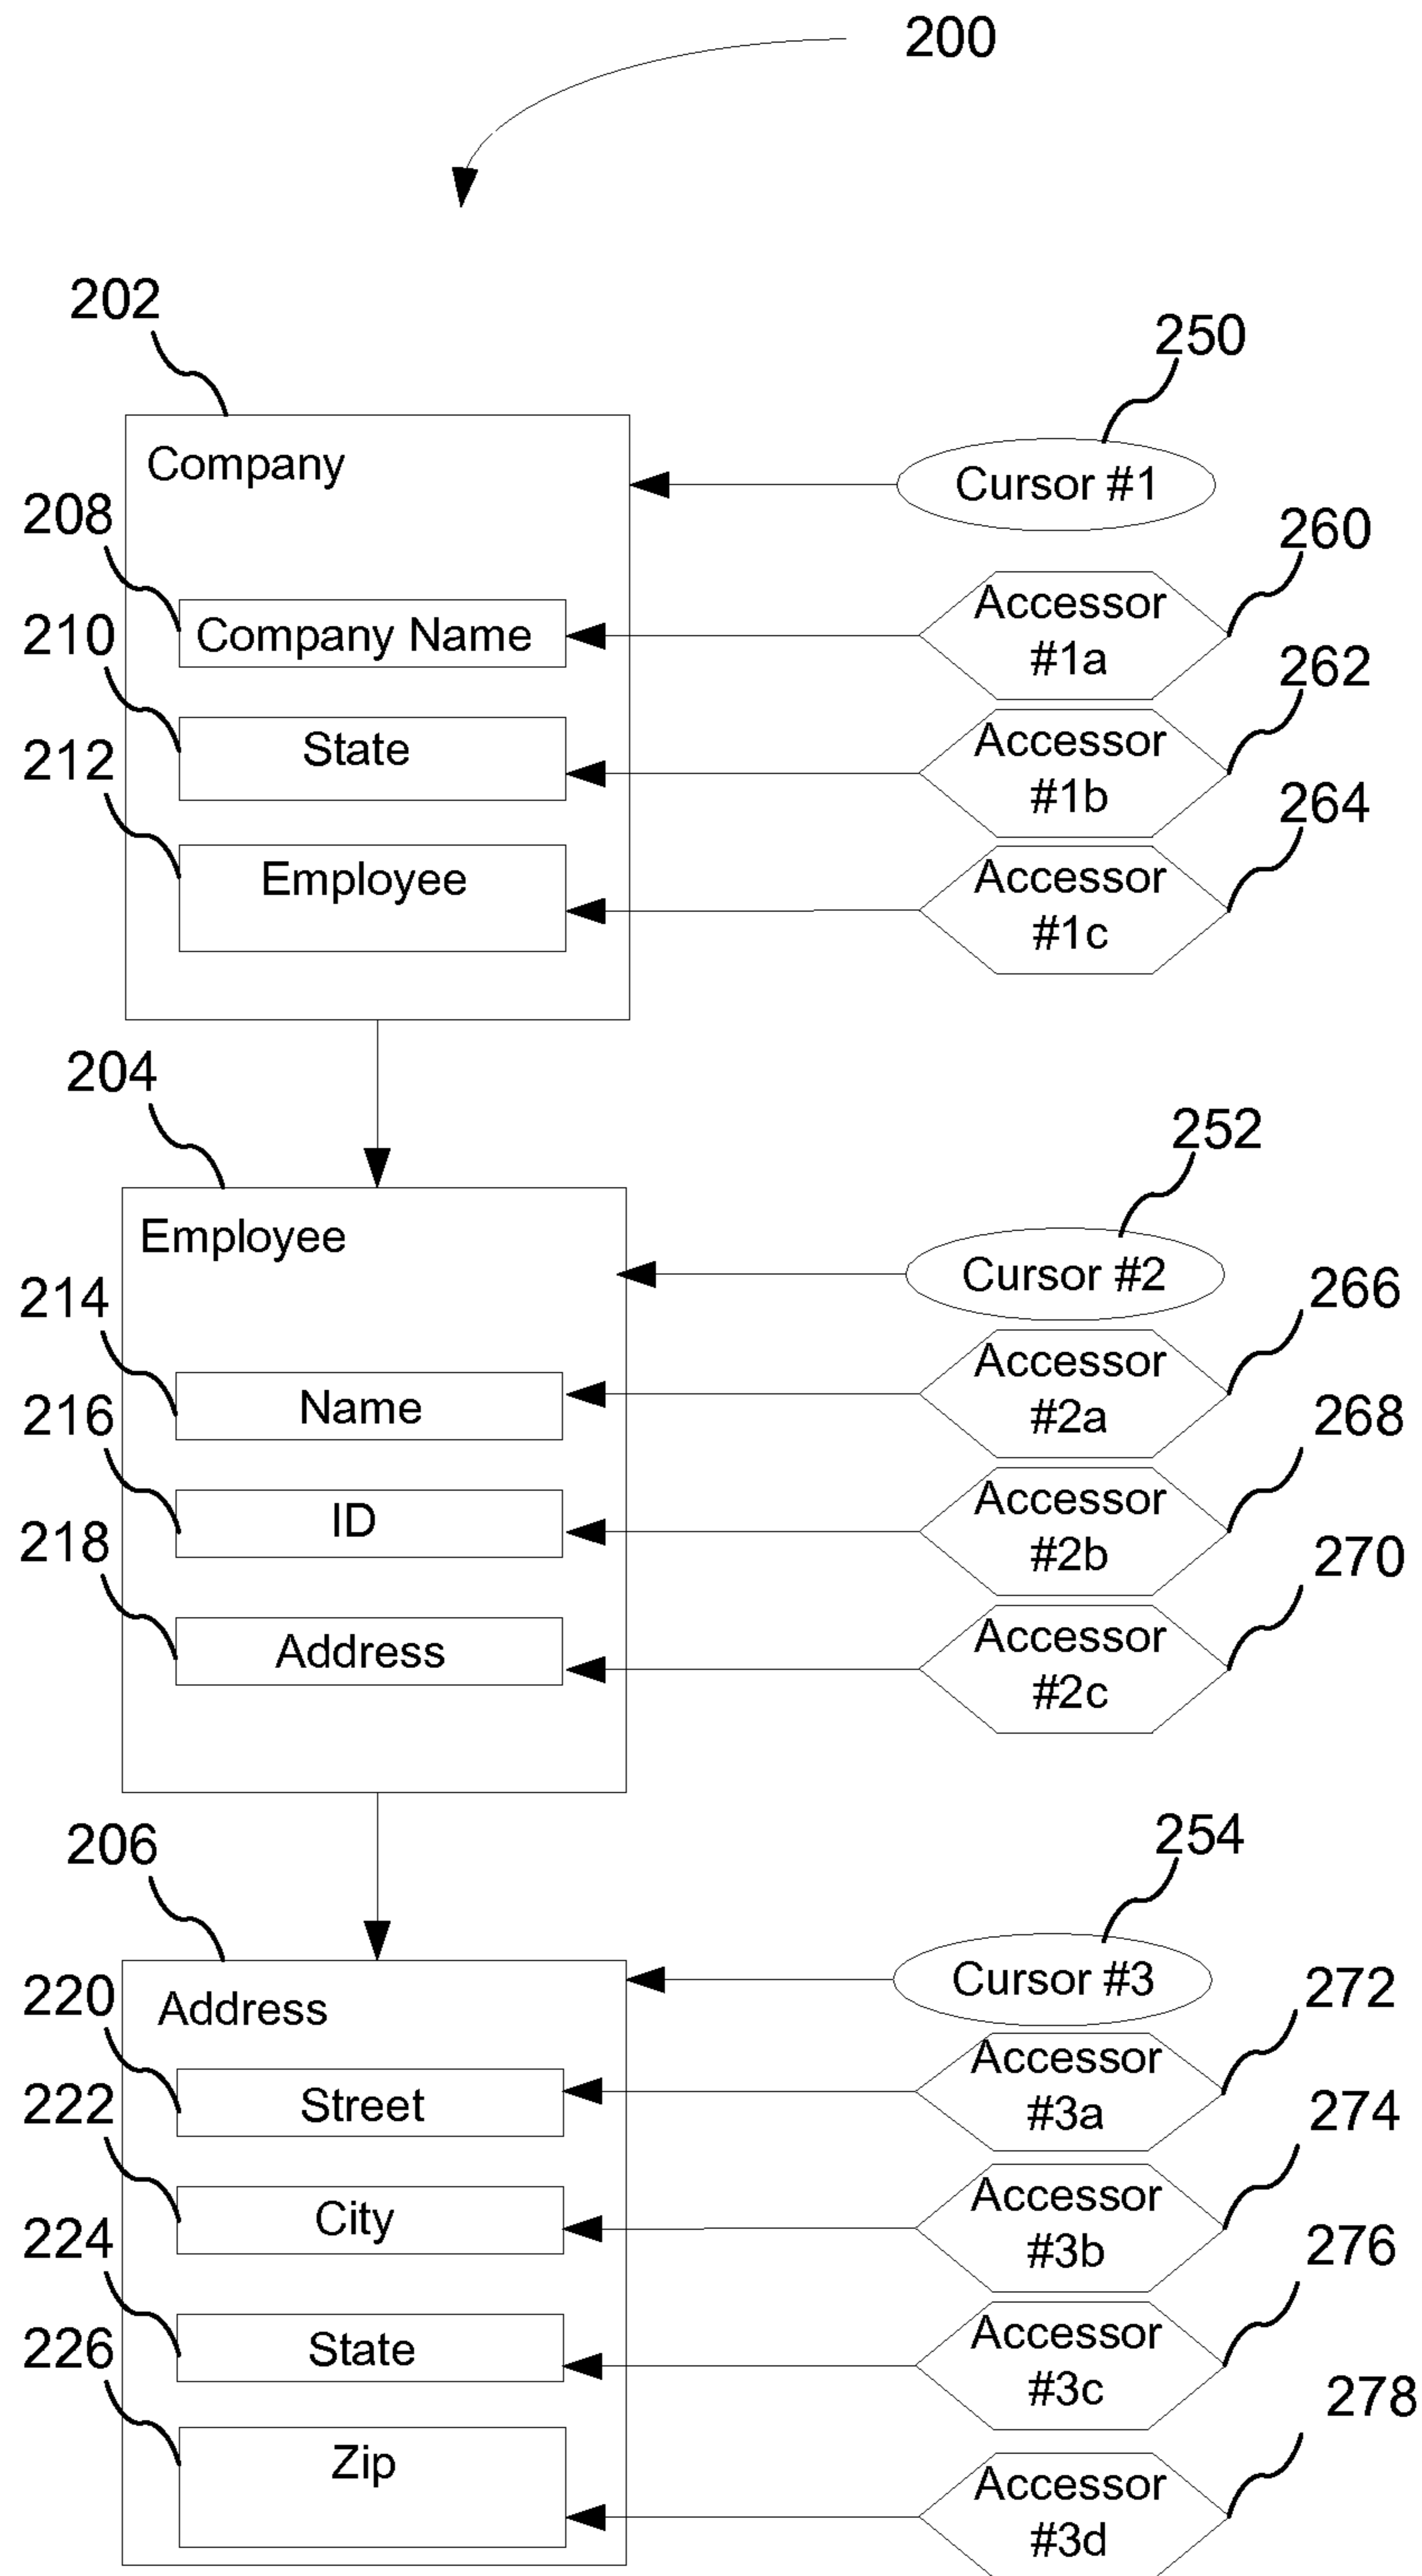 200
202
250
Company
Cursor #1
208
260
Company Name
Accessor
#1a
210
262
State
Accessor
#1b
212
264
Employee
Accessor
#1c
204
252
Employee
Cursor #2
214
266
Name
Accessor
#2a
216
268
ID
Accessor
#2b
218
270
Address
Accessor
#2c
206
254
Address
Cursor #3
220
272
Street
Accessor
#3a
222
274
City
Accessor
#3b
224
276
State
Accessor
#3c
226
278
Zip
Accessor
#3d